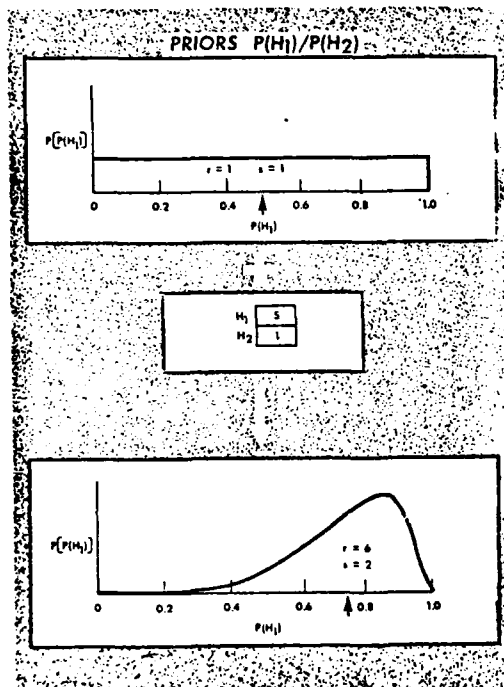 PRIORS P(H₁)/P(H₂)
P[P(H₁)]
r = 1 s = 1
0 0.2 0.4 0.6 0.8 1.0
P(H₁)
H₁ 5
H₂ 1
P[P(H₁)]
r = 6
s = 2
0 0.2 0.4 0.6 0.8 1.0
P(H₁)